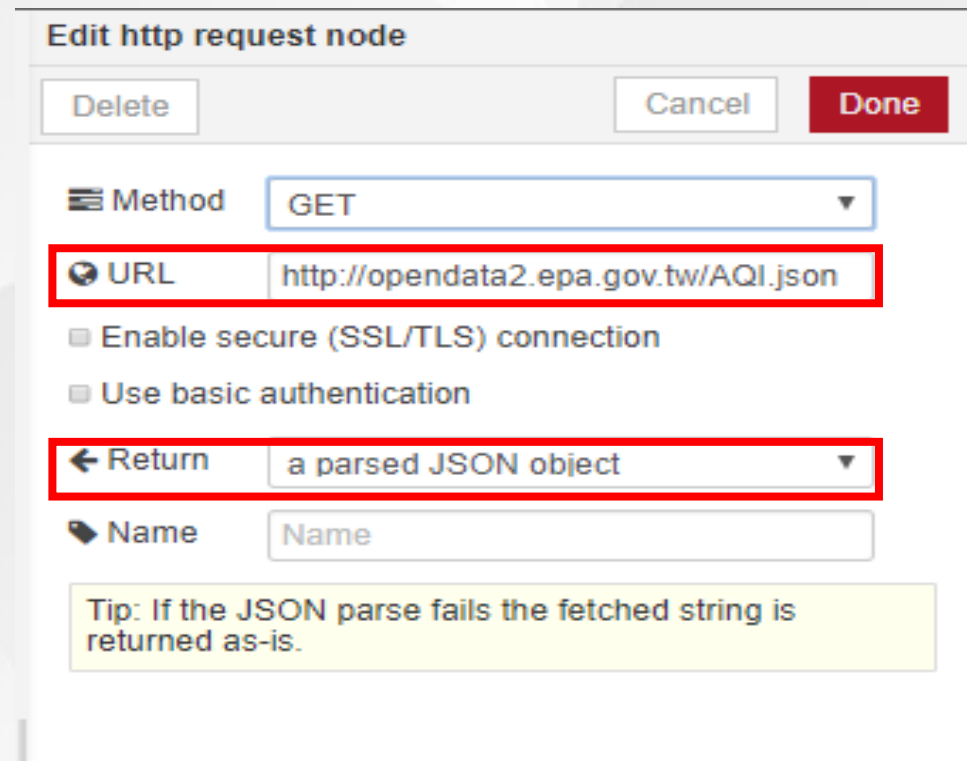 Edit http request node
Delete
Cancel
Done
Method
GET
URL
http://opendata2.epa.gov.tw/AQI.json
Enable secure (SSL/TLS) connection
Use basic authentication
Return
a parsed JSON object
Name
Name
Tip: If the JSON parse fails the fetched string is
returned as-is.